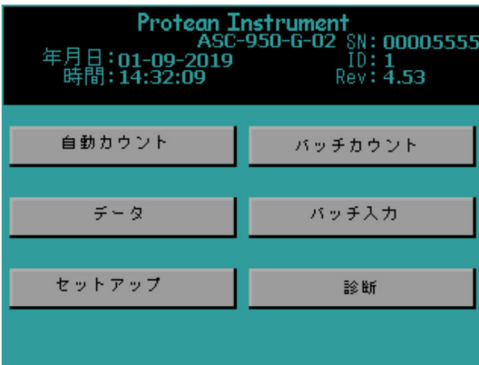 Protean Instrument
ASC-950-G-02 SN: 00005555
年月日:01-09-2019 ID: 1
時間:14:32:09 Rev: 4.53
自動カウント バッチカウント
データ バッチ入力
セットアップ 診断